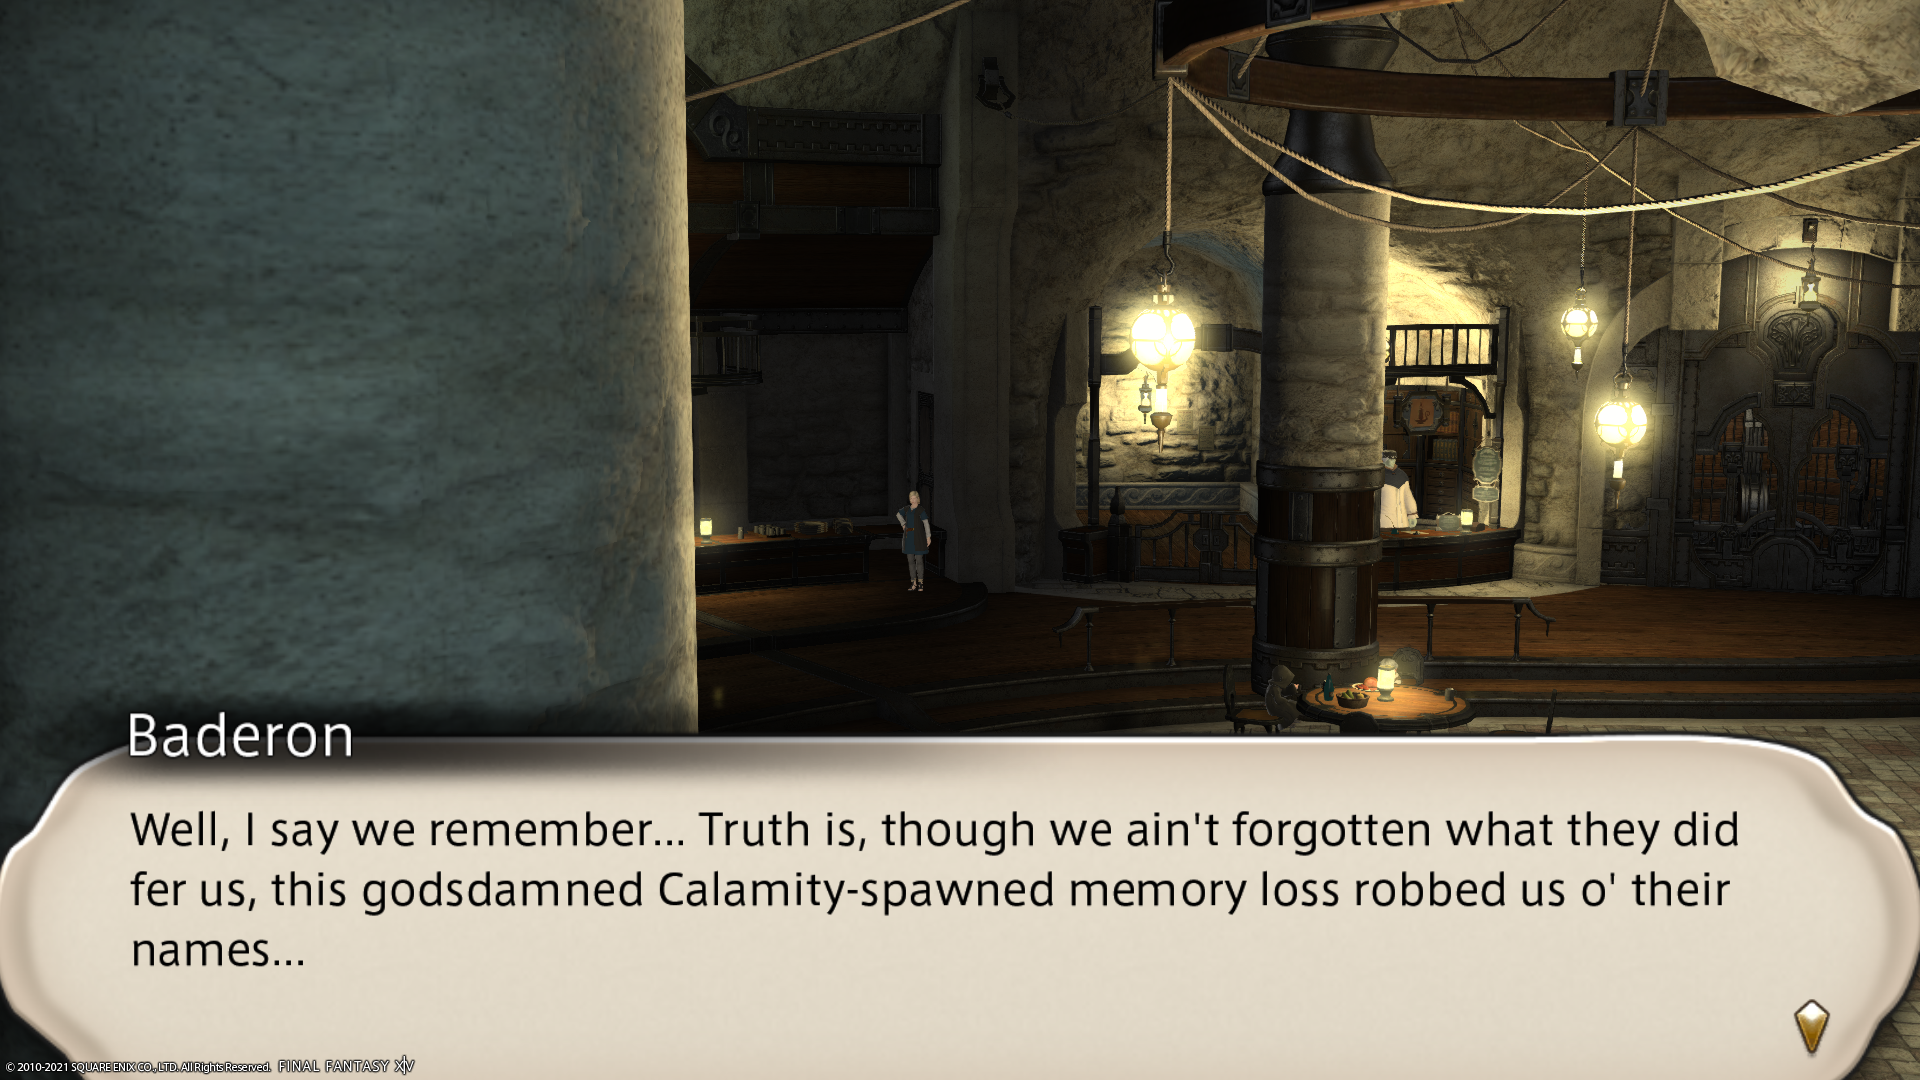 Baderon
Well, I say we remember... Truth is, though we ain't forgotten what they did
fer us, this godsdamned Calamity-spawned memory loss robbed us o' their
names...
© 2010-2021 SQUARE ENIX CO., LTD. All Rights Reserved. FINAL FANTASY XIV